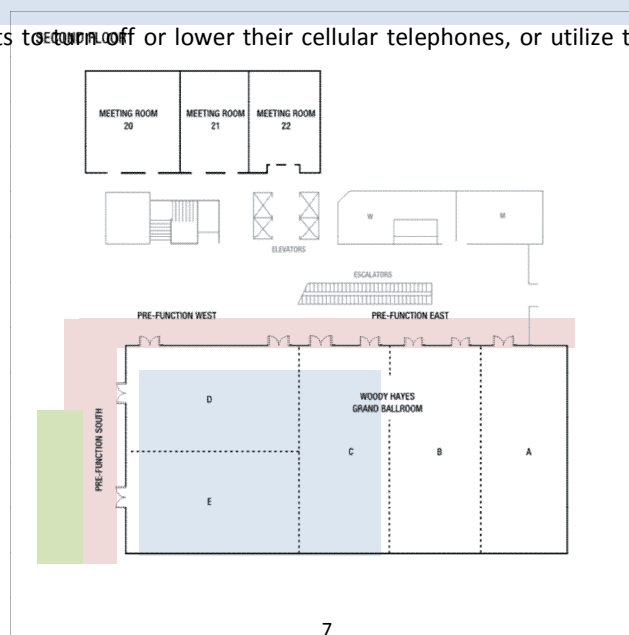 ts to turn off or lower their cellular telephones, or utilize t
SECOND FLOOR
MEETING ROOM
20
MEETING ROOM
21
MEETING ROOM
22
W
M
ELEVATORS
ESCALATORS
PRE-FUNCTION WEST
PRE-FUNCTION EAST
WOODY HAYES
GRAND BALLROOM
D
C
B
A
E
PRE-FUNCTION SOUTH
7